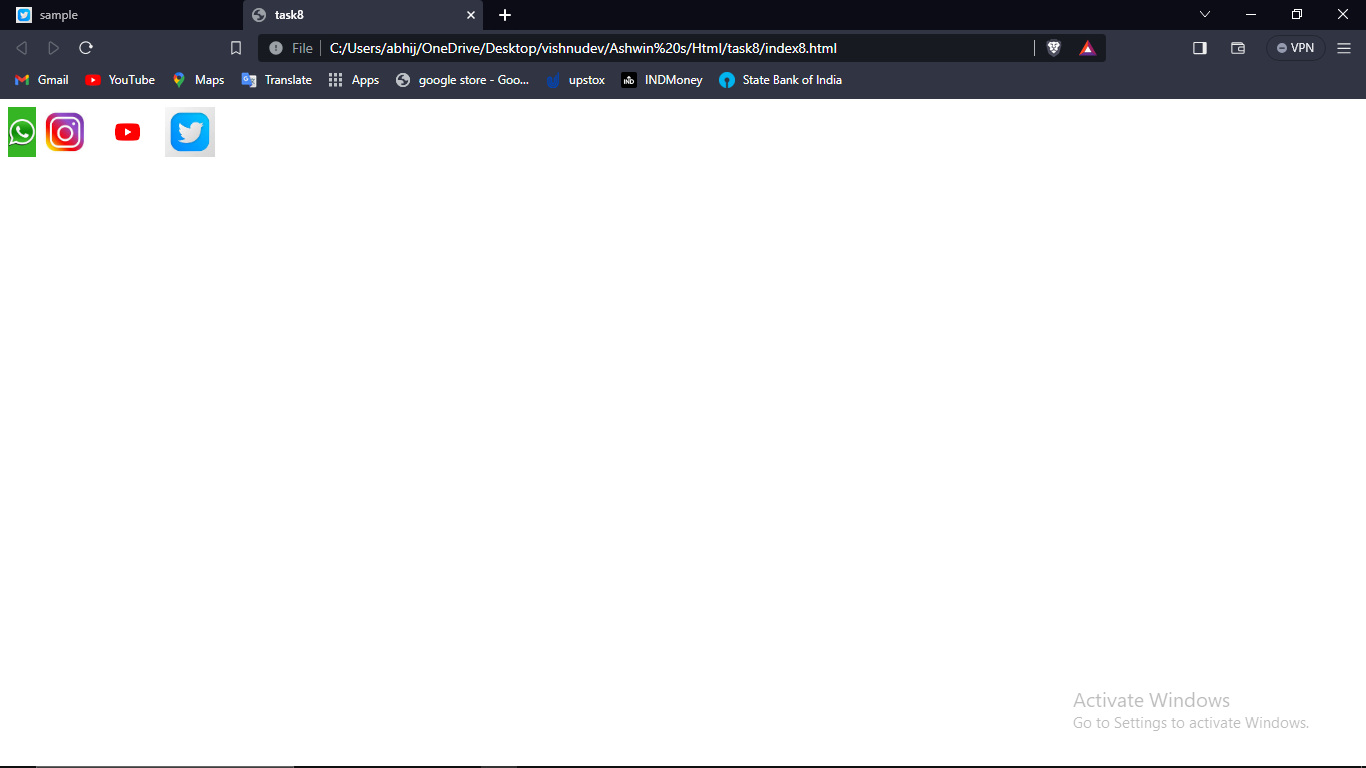 sample
task8
File
C:/Users/abhij/OneDrive/Desktop/vishnudev/Ashwin%20s/Html/task8/index8.html
VPN
Gmail
YouTube
Maps
Translate
Apps
google store - Goo...
upstox
INDMoney
State Bank of India
Activate Windows
Go to Settings to activate Windows.